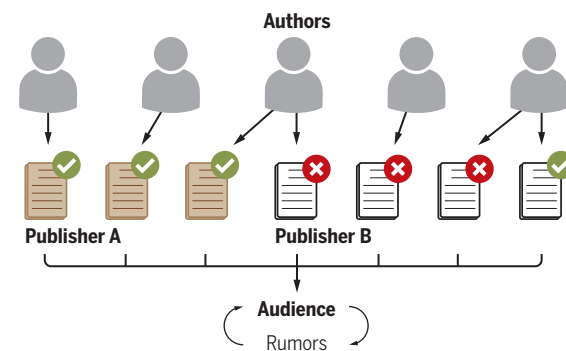 Authors
Publisher A
Publisher B
Audience
Rumors